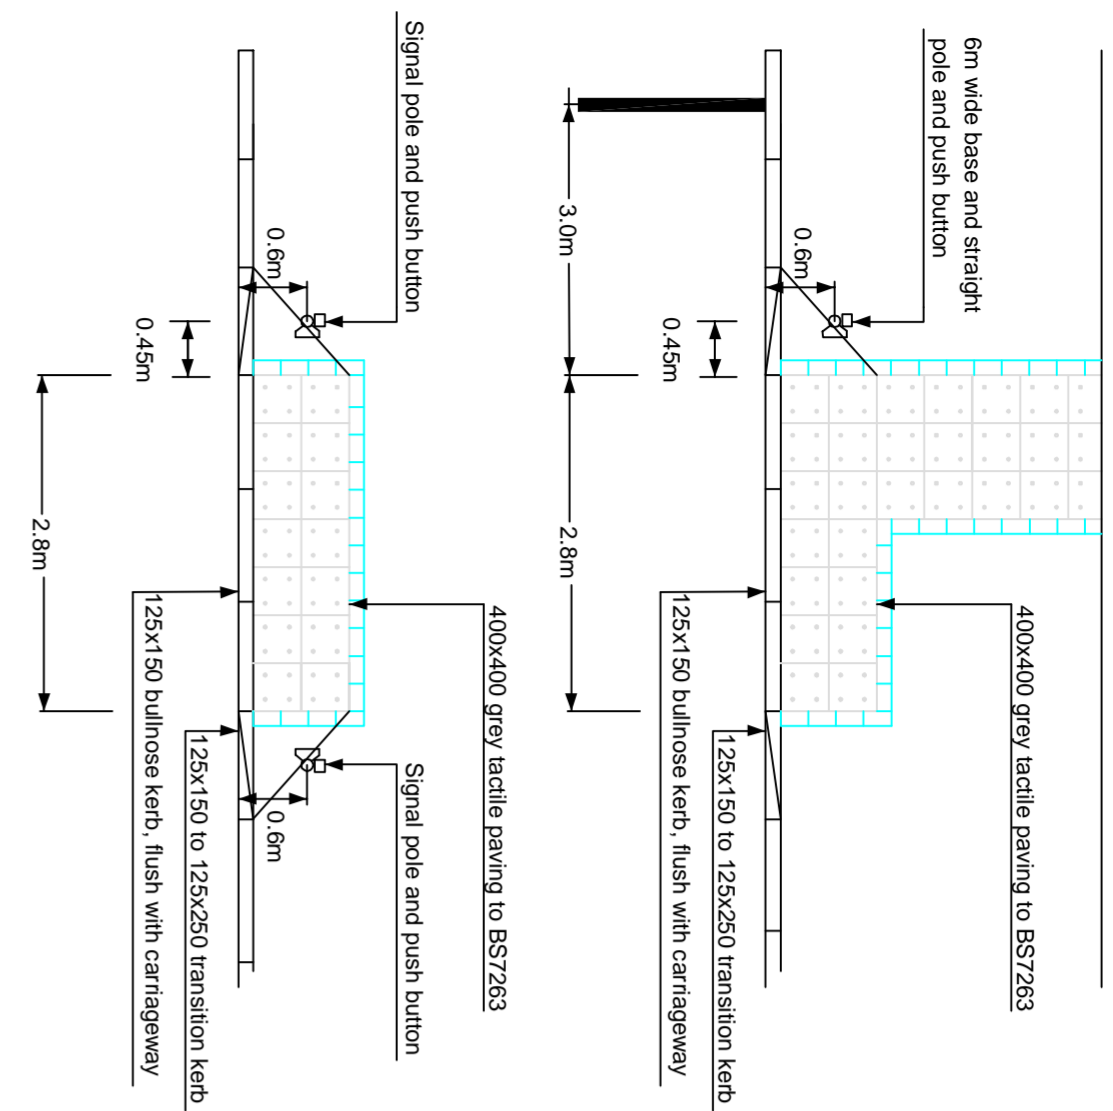 6m wide base and straight
pole and push button
0.6m
3.0m
0.45m
2.8m
400x400 grey tactile paving to BS7263
125x150 to 125x250 transition kerb
125x150 bullnose kerb, flush with carriageway
Signal pole and push button
0.6m
0.45m
2.8m
400x400 grey tactile paving to BS7263
Signal pole and push button
0.6m
125x150 to 125x250 transition kerb
125x150 bullnose kerb, flush with carriageway